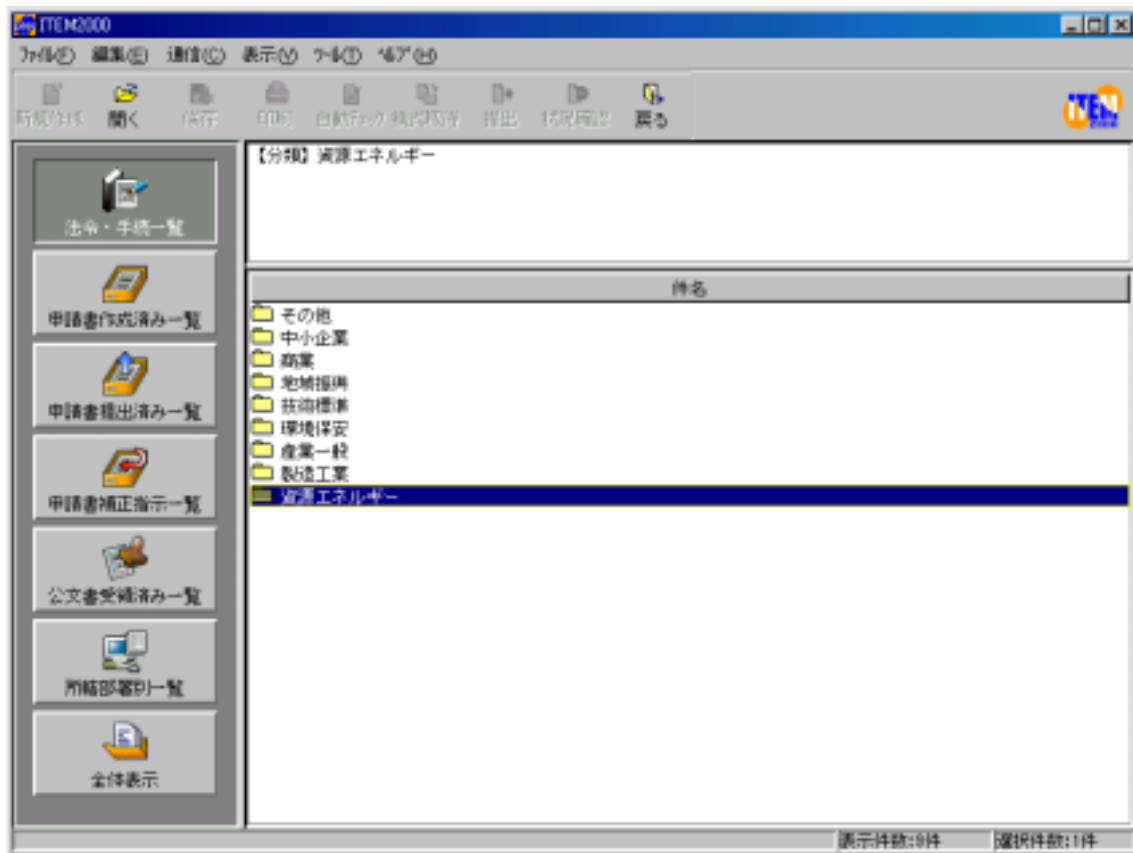 ITEM2000
ファイル(F) 編集(E) 通信(C) 表示(V) ツール(T) ヘルプ(H)
新規作成 開く 保存 印刷 自動チェック 提出 状況確認 戻る
iTEM 2000
【分類】資源エネルギー
法令・手続一覧
申請書作成済み一覧
申請書提出済み一覧
申請書補正指示一覧
公文書受領済み一覧
所轄部署別一覧
全体表示
件名
その他
中小企業
商業
地域振興
技術標準
環境保安
産業一般
製造工業
資源エネルギー
表示件数:9件 選択件数:1件